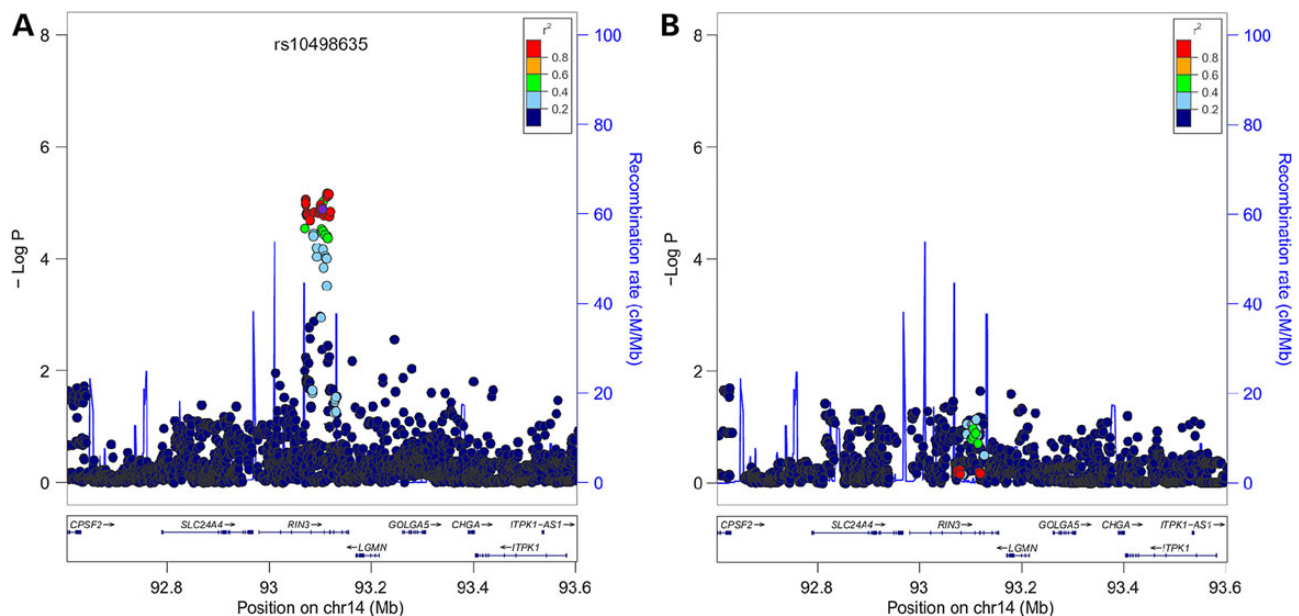 A
rs10498635
r²
0.8
0.6
0.4
0.2
8
6
4
2
0
– Log P
100
80
60
40
20
0
Recombination rate (cM/Mb)
CPSF2→
SLC24A4→
RIN3→
GOLGA5→
CHGA→
ITPK1−AS1→
←LGMN
←ITPK1
92.8
93
93.2
93.4
93.6
Position on chr14 (Mb)
B
r²
0.8
0.6
0.4
0.2
8
6
4
2
0
– Log P
100
80
60
40
20
0
Recombination rate (cM/Mb)
CPSF2→
SLC24A4→
RIN3→
GOLGA5→
CHGA→
ITPK1−AS1→
←LGMN
←ITPK1
92.8
93
93.2
93.4
93.6
Position on chr14 (Mb)